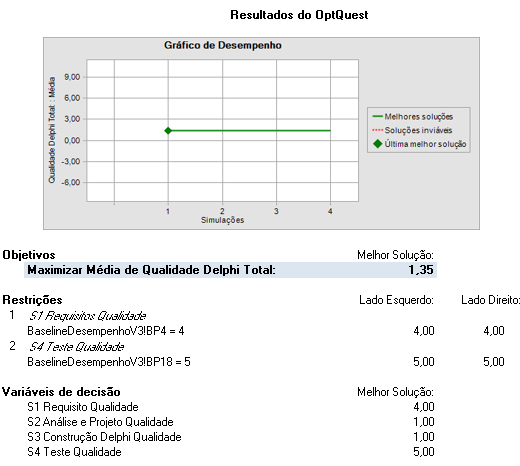 Resultados do OptQuest
Gráfico de Desempenho
Qualidade Delphi Total : Média
9,00
6,00
3,00
0,00
-3,00
-6,00
1 2 3 4
Simulações
Melhores soluções
Soluções inviáveis
Última melhor solução
Objetivos Melhor Solução:
Maximizar Média de Qualidade Delphi Total: 1,35
Restrições Lado Esquerdo: Lado Direito:
1 S1 Requisitos Qualidade
BaselineDesempenhoV3!BP4 = 4 4,00 4,00
2 S4 Teste Qualidade
BaselineDesempenhoV3!BP18 = 5 5,00 5,00
Variáveis de decisão Melhor Solução:
S1 Requisito Qualidade 4,00
S2 Análise e Projeto Qualidade 1,00
S3 Construção Delphi Qualidade 1,00
S4 Teste Qualidade 5,00